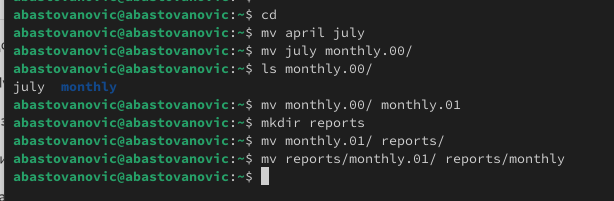 abastovanovic@abastovanovic:~$ cd
abastovanovic@abastovanovic:~$ mv april july
abastovanovic@abastovanovic:~$ mv july monthly.00/
abastovanovic@abastovanovic:~$ ls monthly.00/
july  monthly
abastovanovic@abastovanovic:~$ mv monthly.00/ monthly.01
abastovanovic@abastovanovic:~$ mkdir reports
abastovanovic@abastovanovic:~$ mv monthly.01/ reports/
abastovanovic@abastovanovic:~$ mv reports/monthly.01/ reports/monthly
abastovanovic@abastovanovic:~$